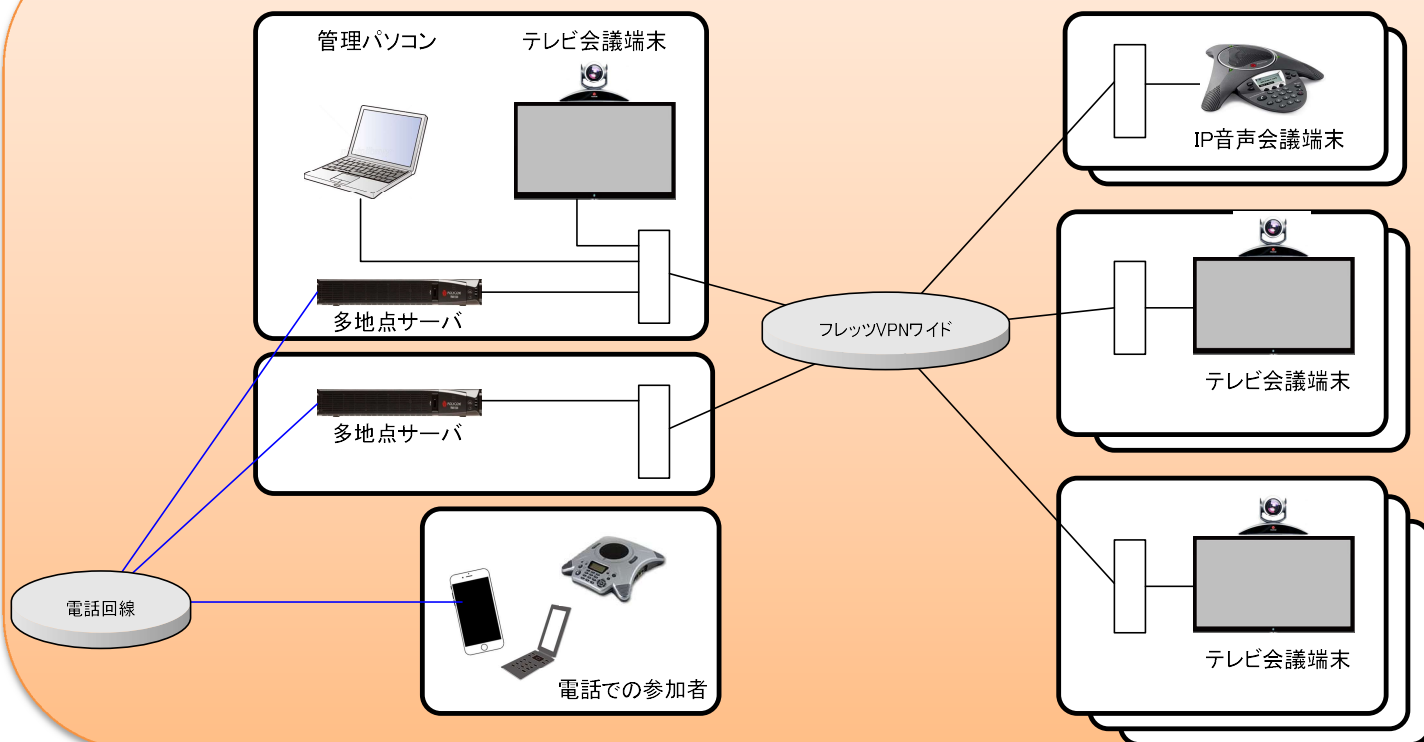 管理パソコン
テレビ会議端末
多地点サーバ
多地点サーバ
電話回線
電話での参加者
フレッツVPNワイド
IP音声会議端末
テレビ会議端末
テレビ会議端末